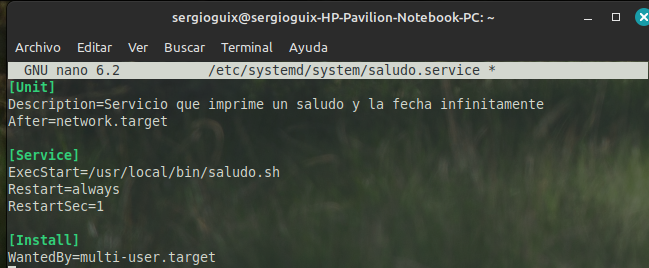 sergioguix@sergioguix-HP-Pavilion-Notebook-PC: ~
Archivo Editar Ver Buscar Terminal Ayuda
GNU nano 6.2 /etc/systemd/system/saludo.service *
[Unit]
Description=Servicio que imprime un saludo y la fecha infinitamente
After=network.target
[Service]
ExecStart=/usr/local/bin/saludo.sh
Restart=always
RestartSec=1
[Install]
WantedBy=multi-user.target